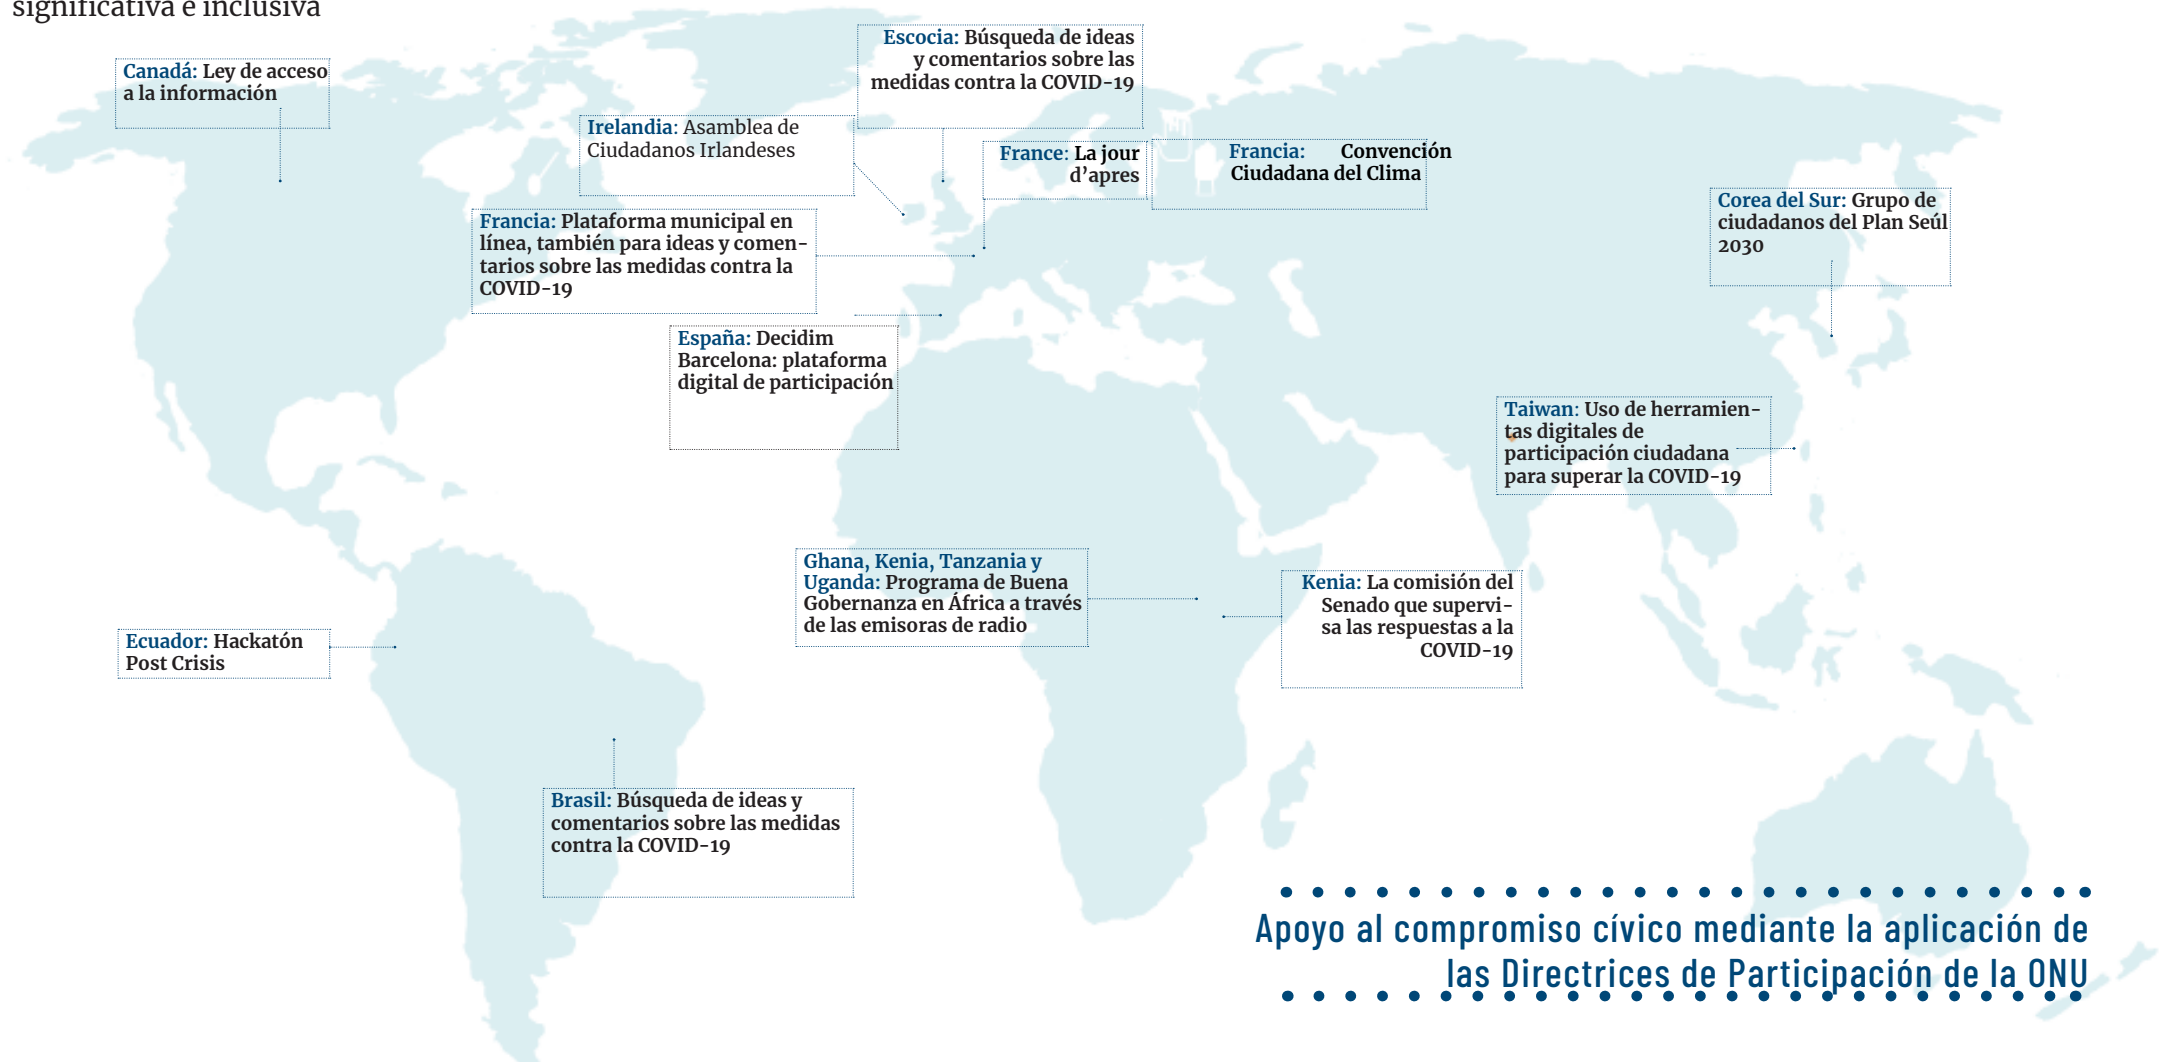 significativa e inclusiva
Canadá: Ley de acceso
a la información
Escocia: Búsqueda de ideas
y comentarios sobre las
medidas contra la COVID-19
Irelandia: Asamblea de
Ciudadanos Irlandeses
France: La jour
d’apres
Francia: Convención
Ciudadana del Clima
Corea del Sur: Grupo de
ciudadanos del Plan Seúl
2030
Francia: Plataforma municipal en
línea, también para ideas y comen-
tarios sobre las medidas contra la
COVID-19
España: Decidim
Barcelona: plataforma
digital de participación
Taiwan: Uso de herramien-
tas digitales de
participación ciudadana
para superar la COVID-19
Ghana, Kenia, Tanzania y
Uganda: Programa de Buena
Gobernanza en África a través
de las emisoras de radio
Kenia: La comisión del
Senado que supervi-
sa las respuestas a la
COVID-19
Ecuador: Hackatón
Post Crisis
Brasil: Búsqueda de ideas y
comentarios sobre las medidas
contra la COVID-19
Apoyo al compromiso cívico mediante la aplicación de
las Directrices de Participación de la ONU